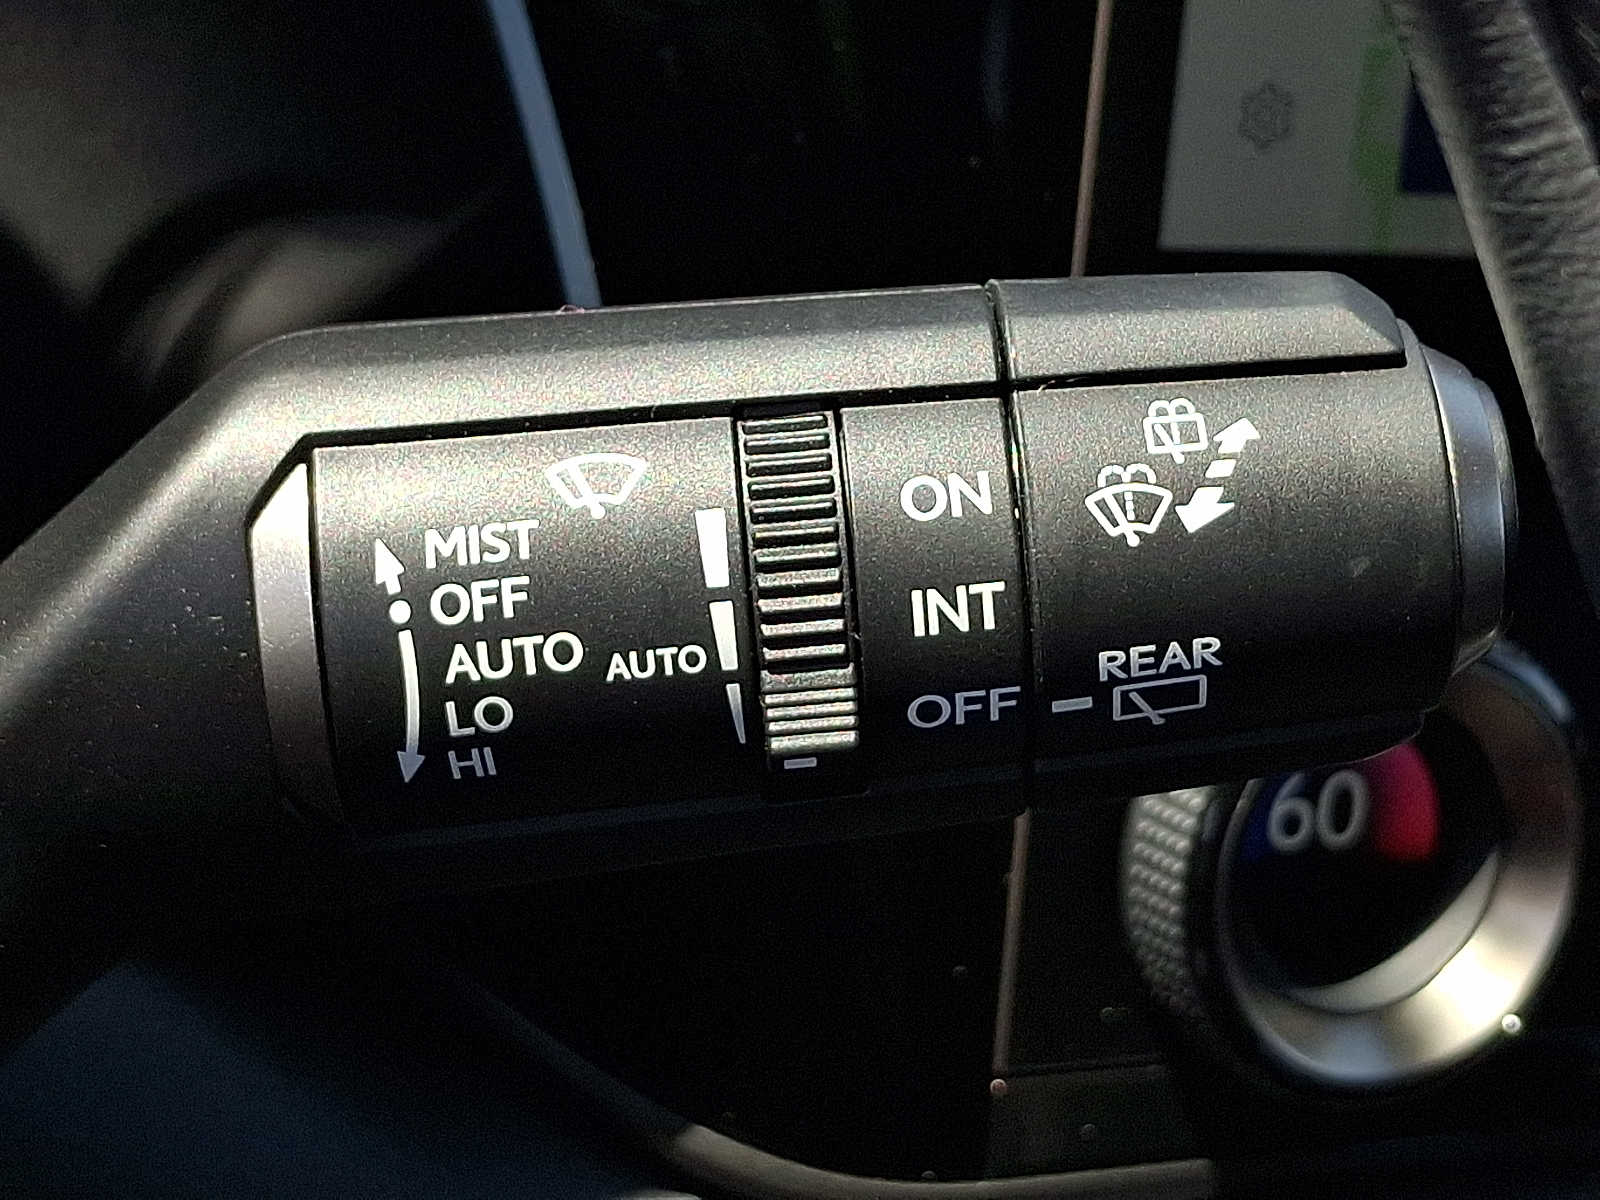 MIST
OFF
AUTO
LO
HI
AUTO
ON
INT
OFF
REAR
60